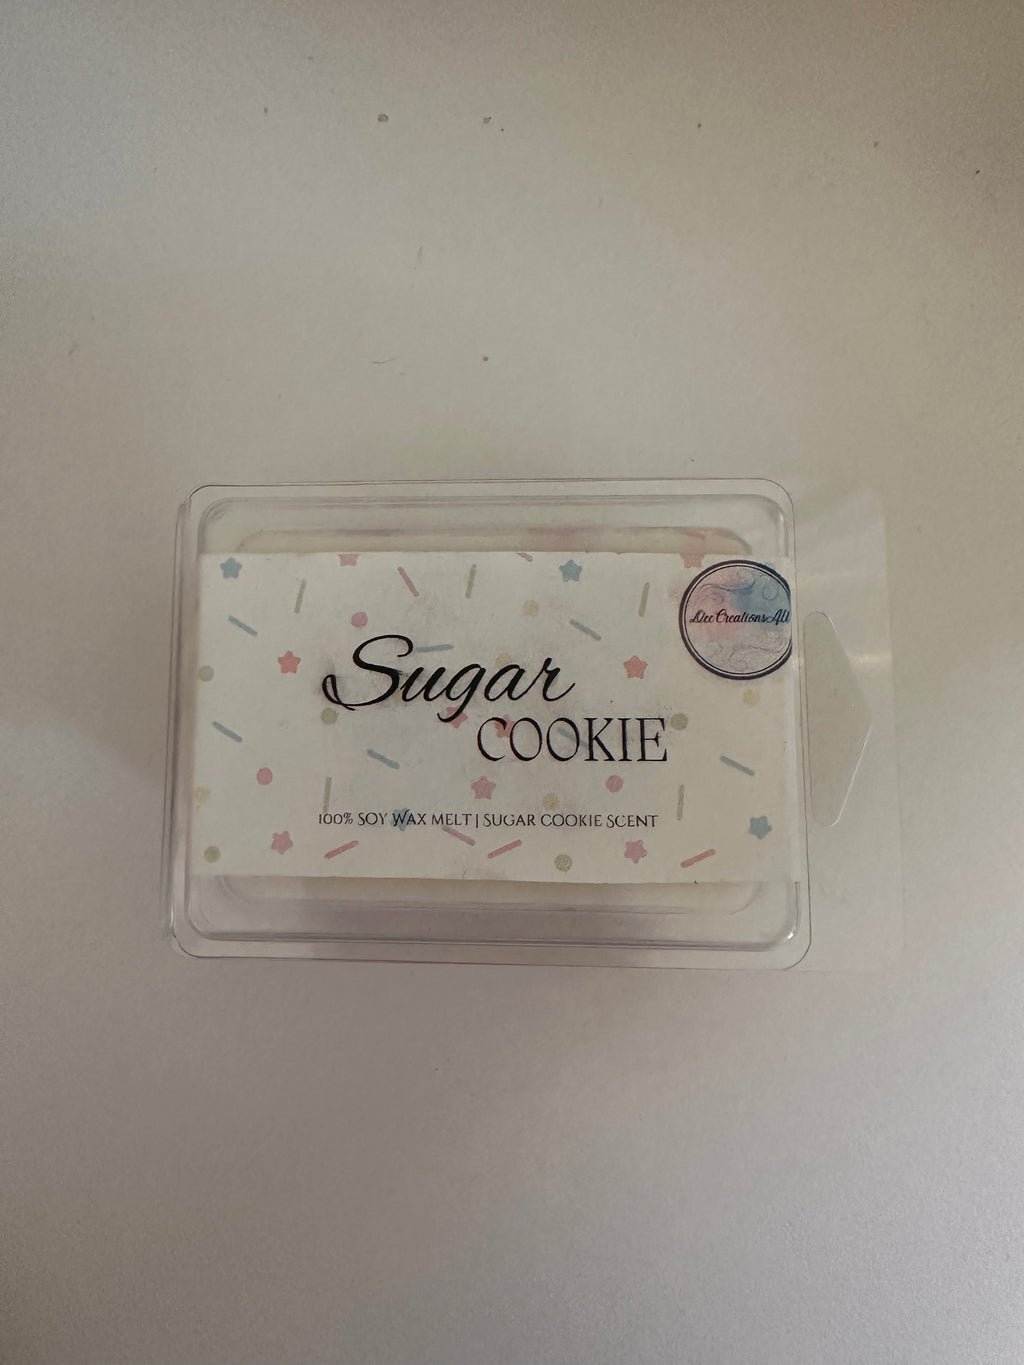 Sugar
COOKIE
100% SOY WAX MELT | SUGAR COOKIE SCENT